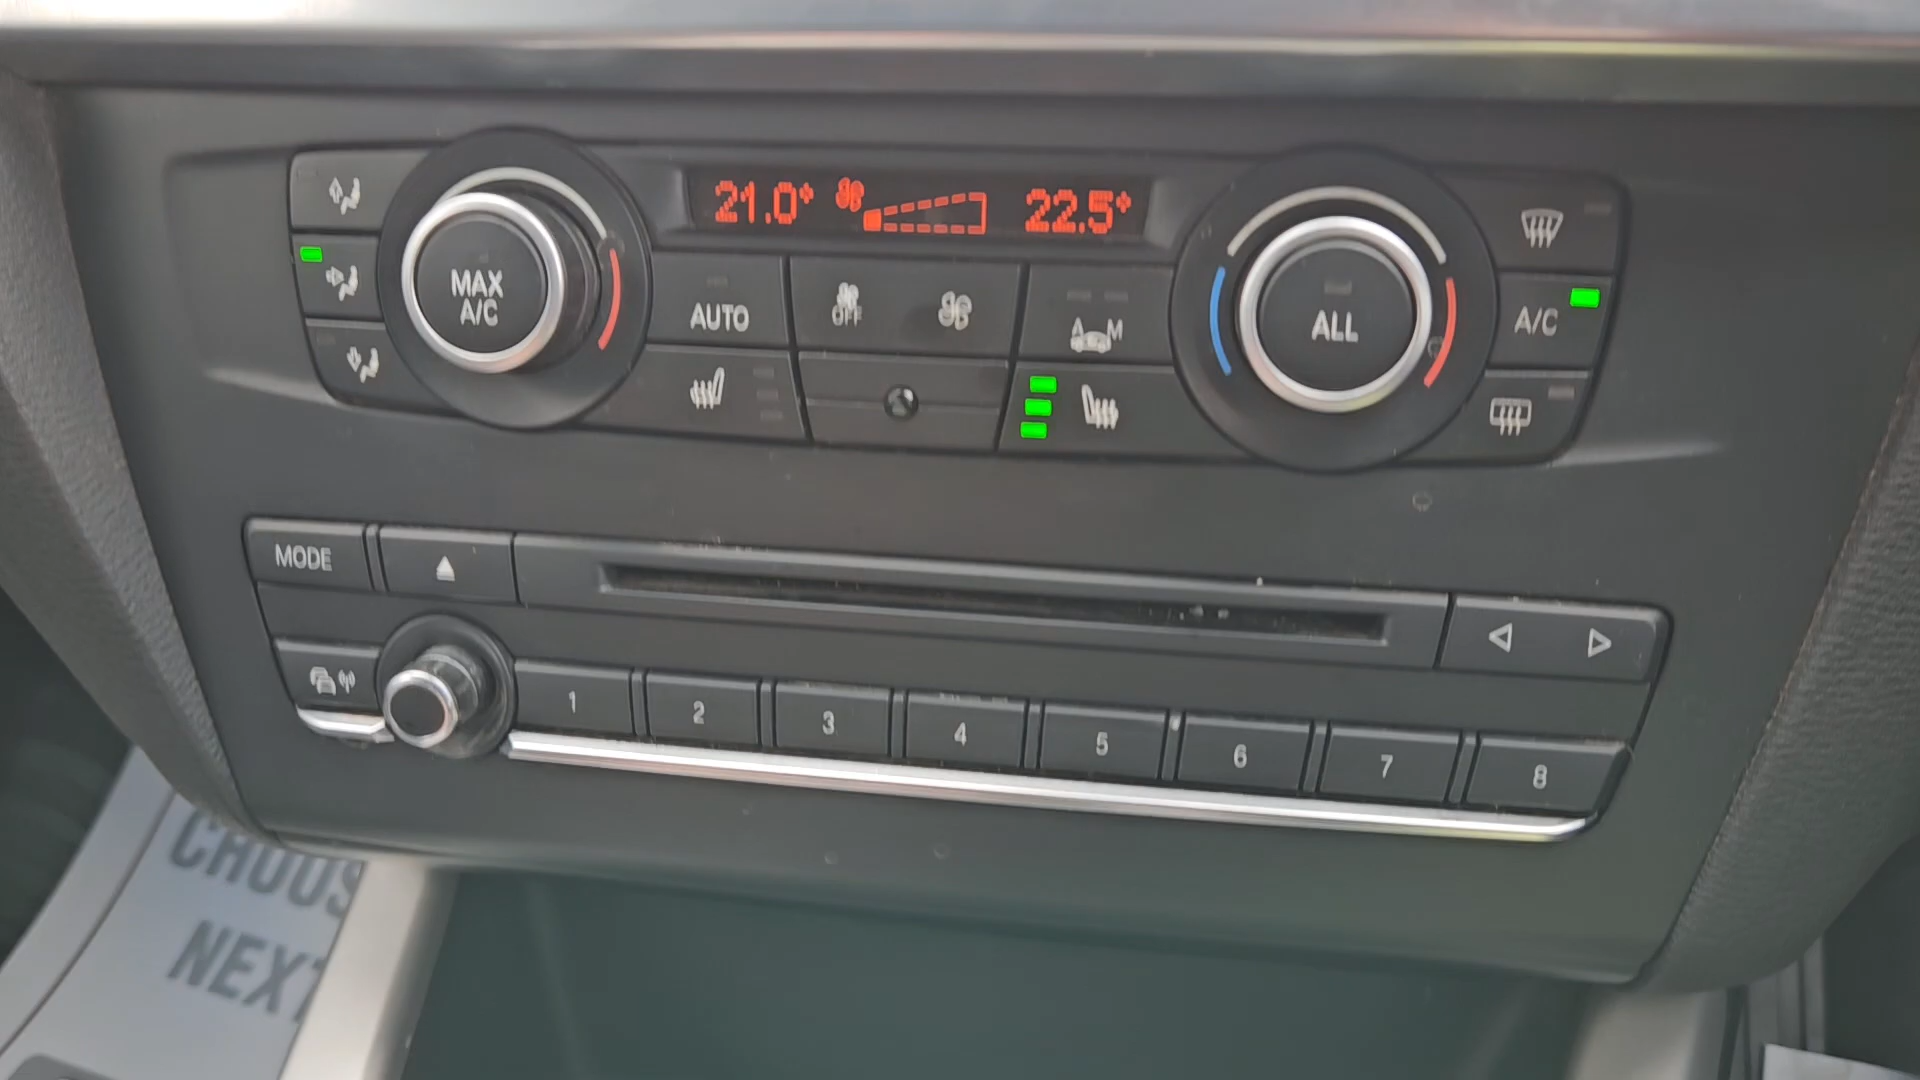 21.0°
22.5°
MAX
A/C
AUTO
OFF
A M
ALL
A/C
MODE
1
2
3
4
5
6
7
8
CHOOS
NEXT